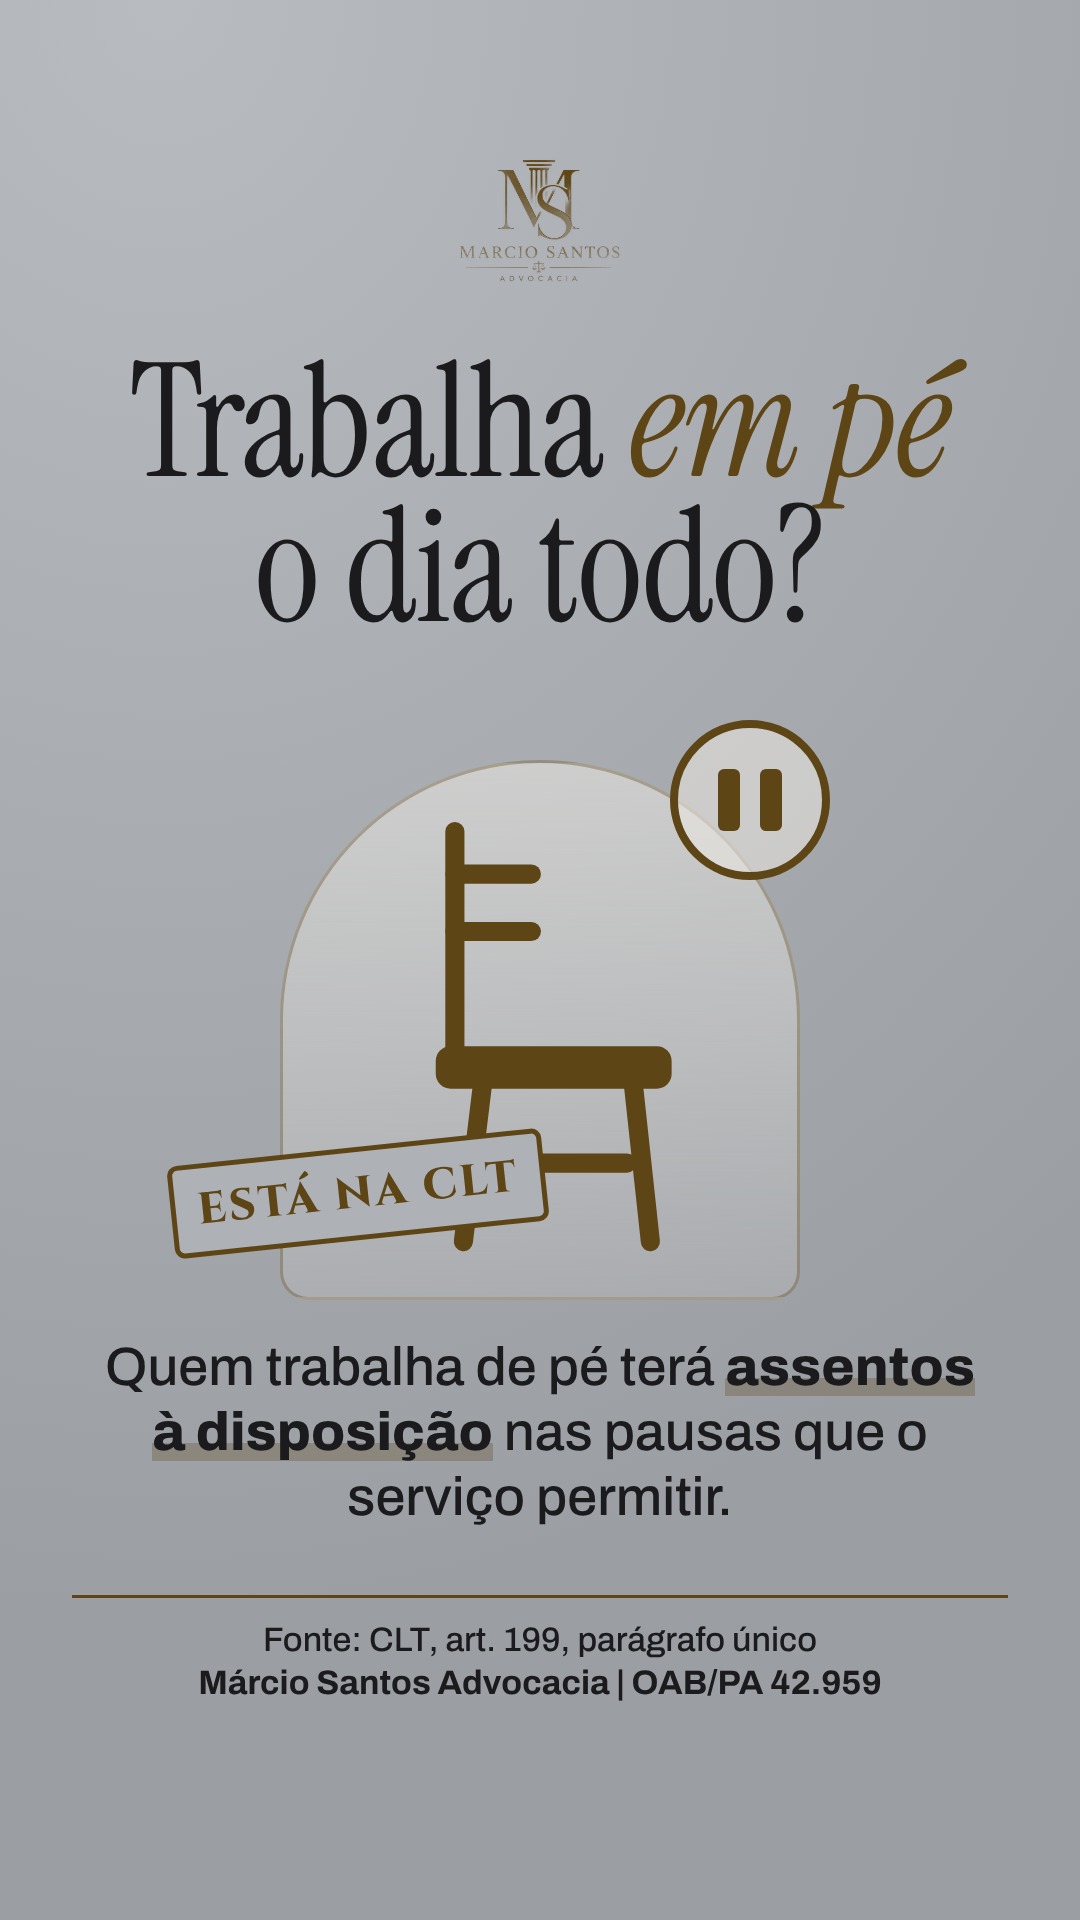 MS
MARCIO SANTOS
ADVOCACIA
Trabalha em pé
o dia todo?
ESTÁ NA CLT
Quem trabalha de pé terá assentos
à disposição nas pausas que o
serviço permitir.
Fonte: CLT, art. 199, parágrafo único
Márcio Santos Advocacia | OAB/PA 42.959